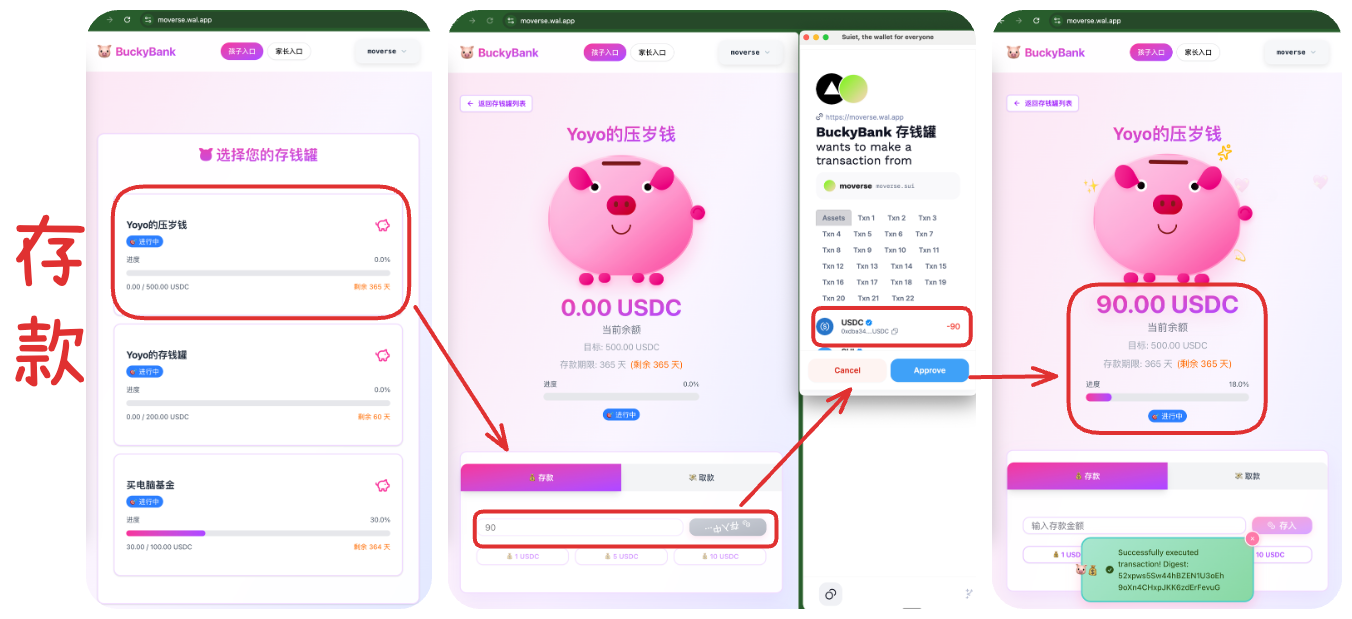 存
款
moverse.wal.app
BuckyBank
孩子入口
家长入口
moverse
选择您的存钱罐
Yoyo的压岁钱
进行中
进度
0.0%
0.00 / 500.00 USDC
剩余 365 天
Yoyo的存钱罐
进行中
进度
0.0%
0.00 / 200.00 USDC
剩余 60 天
买电脑基金
进行中
进度
30.0%
30.00 / 100.00 USDC
剩余 364 天
moverse.wal.app
BuckyBank
孩子入口
家长入口
moverse
← 返回存钱罐列表
Yoyo的压岁钱
0.00 USDC
当前余额
目标: 500.00 USDC
存款期限: 365 天 (剩余 365 天)
进度
0.0%
进行中
存款
取款
90
存入中...
1 USDC
5 USDC
10 USDC
Suiet, the wallet for everyone
https://moverse.wal.app
BuckyBank 存钱罐
wants to make a
transaction from
moverse moverse.sui
Assets Txn 1 Txn 2 Txn 3
Txn 4 Txn 5 Txn 6 Txn 7
Txn 8 Txn 9 Txn 10 Txn 11
Txn 12 Txn 13 Txn 14 Txn 15
Txn 16 Txn 17 Txn 18 Txn 19
Txn 20 Txn 21 Txn 22
USDC
-90
0xdba34...USDC
Cancel
Approve
moverse.wal.app
BuckyBank
孩子入口
家长入口
moverse
← 返回存钱罐列表
Yoyo的压岁钱
90.00 USDC
当前余额
目标: 500.00 USDC
存款期限: 365 天 (剩余 365 天)
进度
18.0%
进行中
存款
取款
输入存款金额
存入
1 USD
10 USDC
Successfully executed
transaction! Digest:
52xpws5Sw44hBZEN1U3oEh
9oXn4CHxpJKK6zdErFevuG